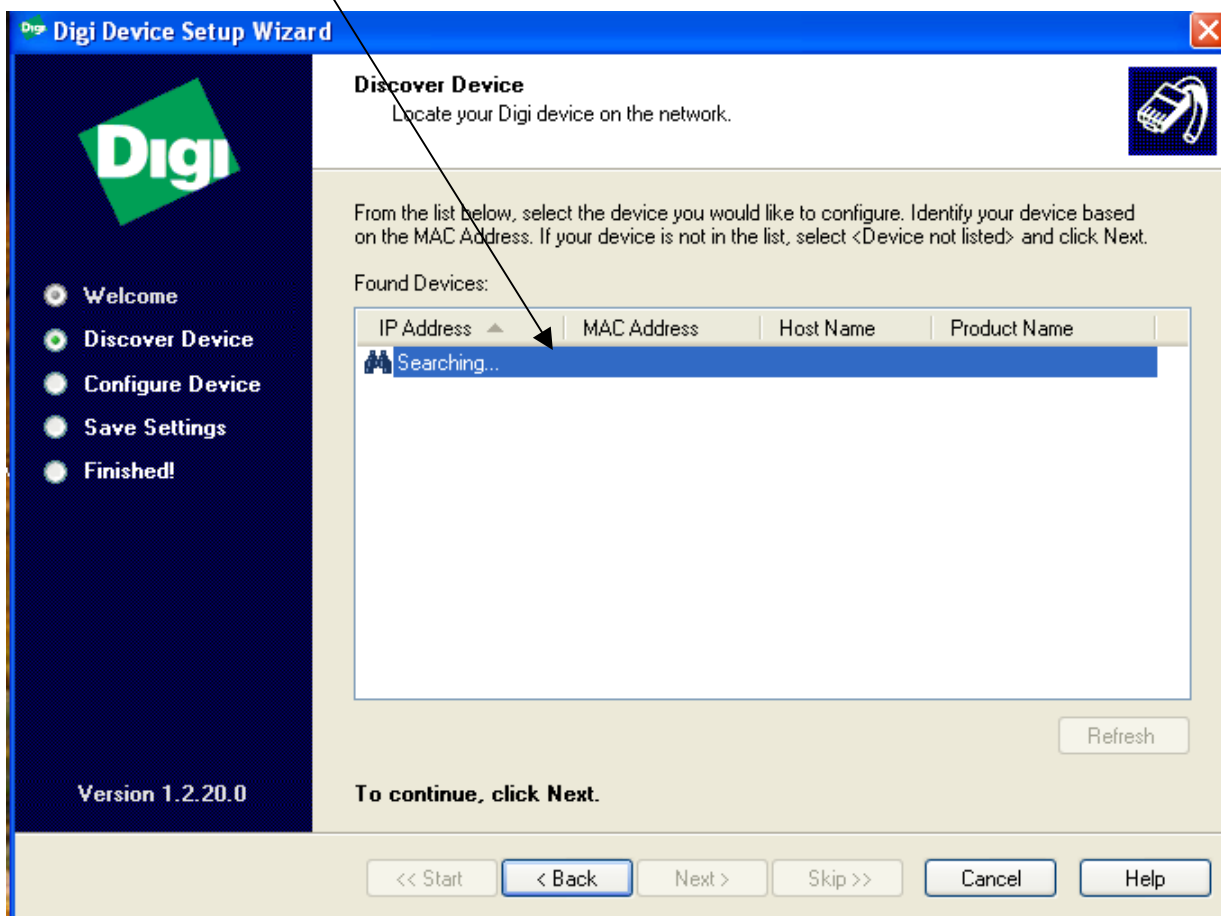 Digi Digi Device Setup Wizard
Digi
Discover Device
Locate your Digi device on the network.
Welcome
Discover Device
Configure Device
Save Settings
Finished!
Version 1.2.20.0
From the list below, select the device you would like to configure. Identify your device based
on the MAC Address. If your device is not in the list, select <Device not listed> and click Next.
Found Devices:
IP Address MAC Address Host Name Product Name
Searching...
Refresh
To continue, click Next.
<< Start < Back Next > Skip >> Cancel Help